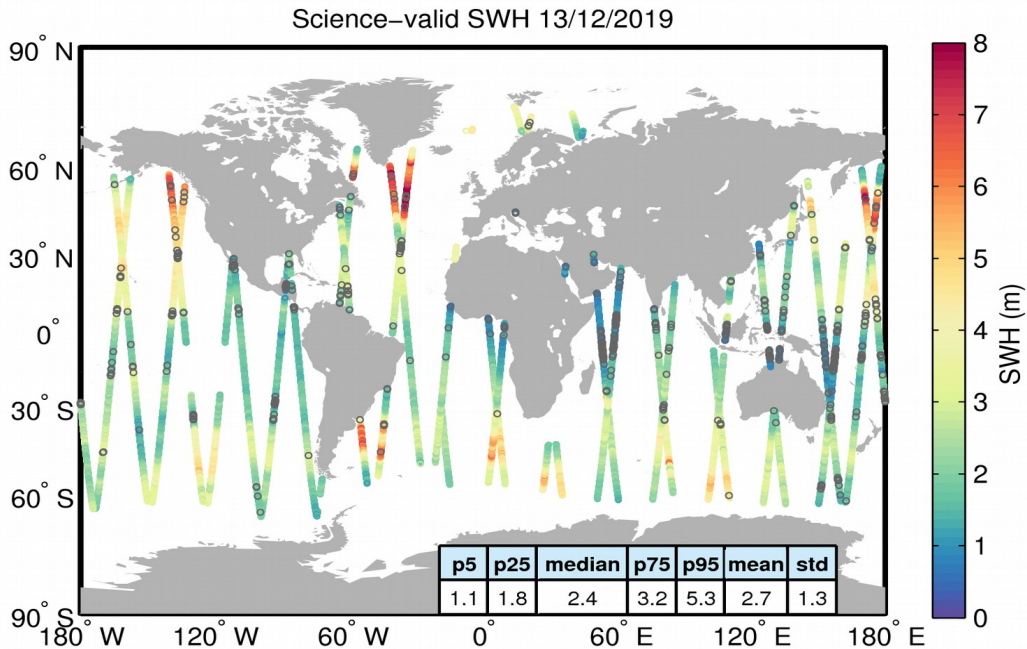 Science−valid SWH 13/12/2019
90° N
60° N
30° N
0°
30° S
60° S
90° S
180° W
120° W
60° W
0°
60° E
120° E
180° E
p5 p25 median p75 p95 mean std
1.1 1.8 2.4 3.2 5.3 2.7 1.3
8
7
6
5
4
3
2
1
0
SWH (m)